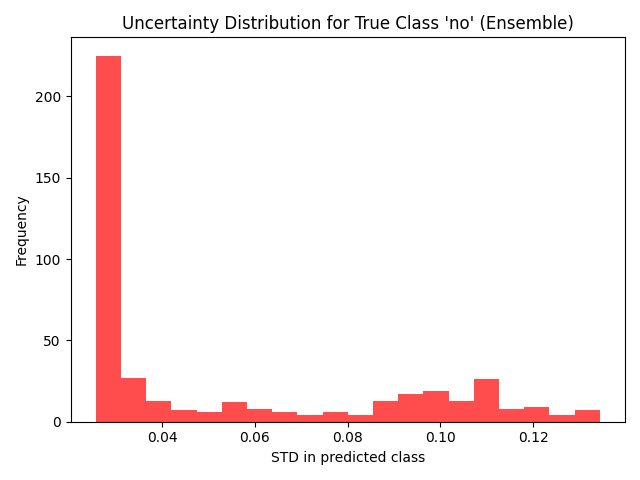 Uncertainty Distribution for True Class 'no' (Ensemble)
200
150
100
50
0
Frequency
0.04 0.06 0.08 0.10 0.12
STD in predicted class